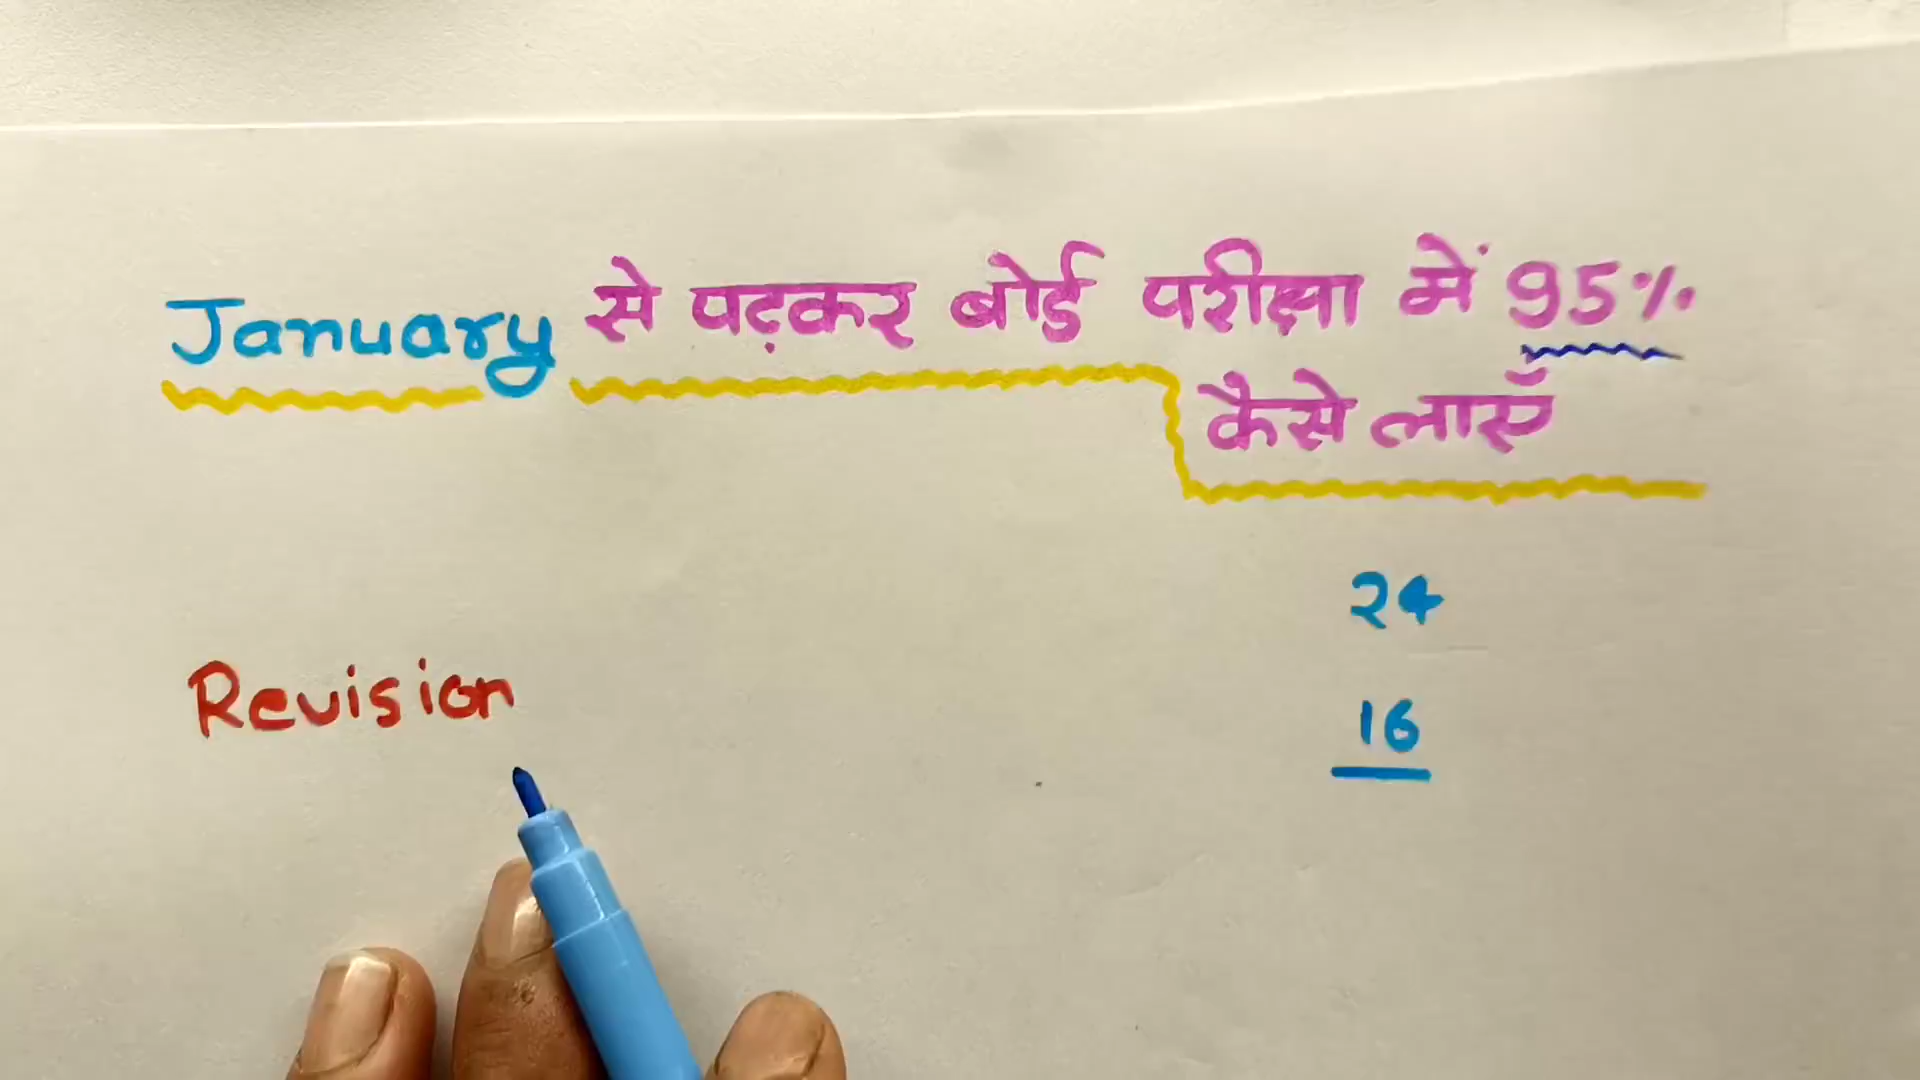 January से पढ़कर बोर्ड परीक्षा में 95%
कैसे लाएँ
24
Revision
16